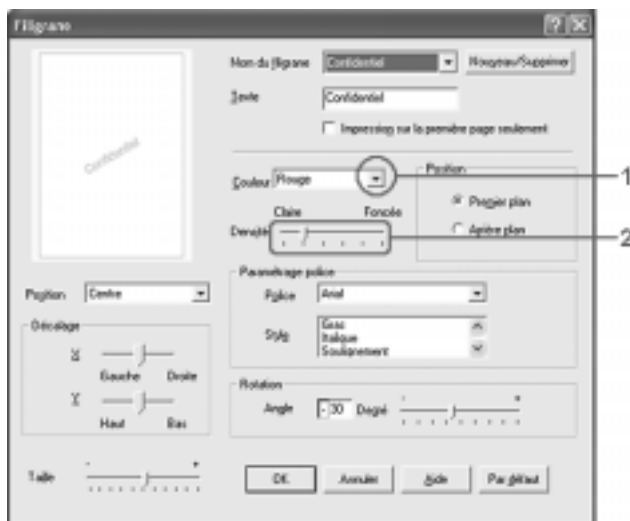 Filigrane
Nom du filigrane Confidentiel Nouveau/Supprimer
Texte Confidentiel
Impression sur la première page seulement
Confidentiel
Couleur Rouge
Position
Premier plan
Arrière plan
1
Claire Foncée
Densité
2
Position Centre
Paramétrage police
Police Arial
Style Gras
Italique
Soulignement
Décalage
X
Gauche Droite
Y
Haut Bas
Rotation
Angle -30 Degré - +
Taille - +
OK Annuler Aide Par défaut